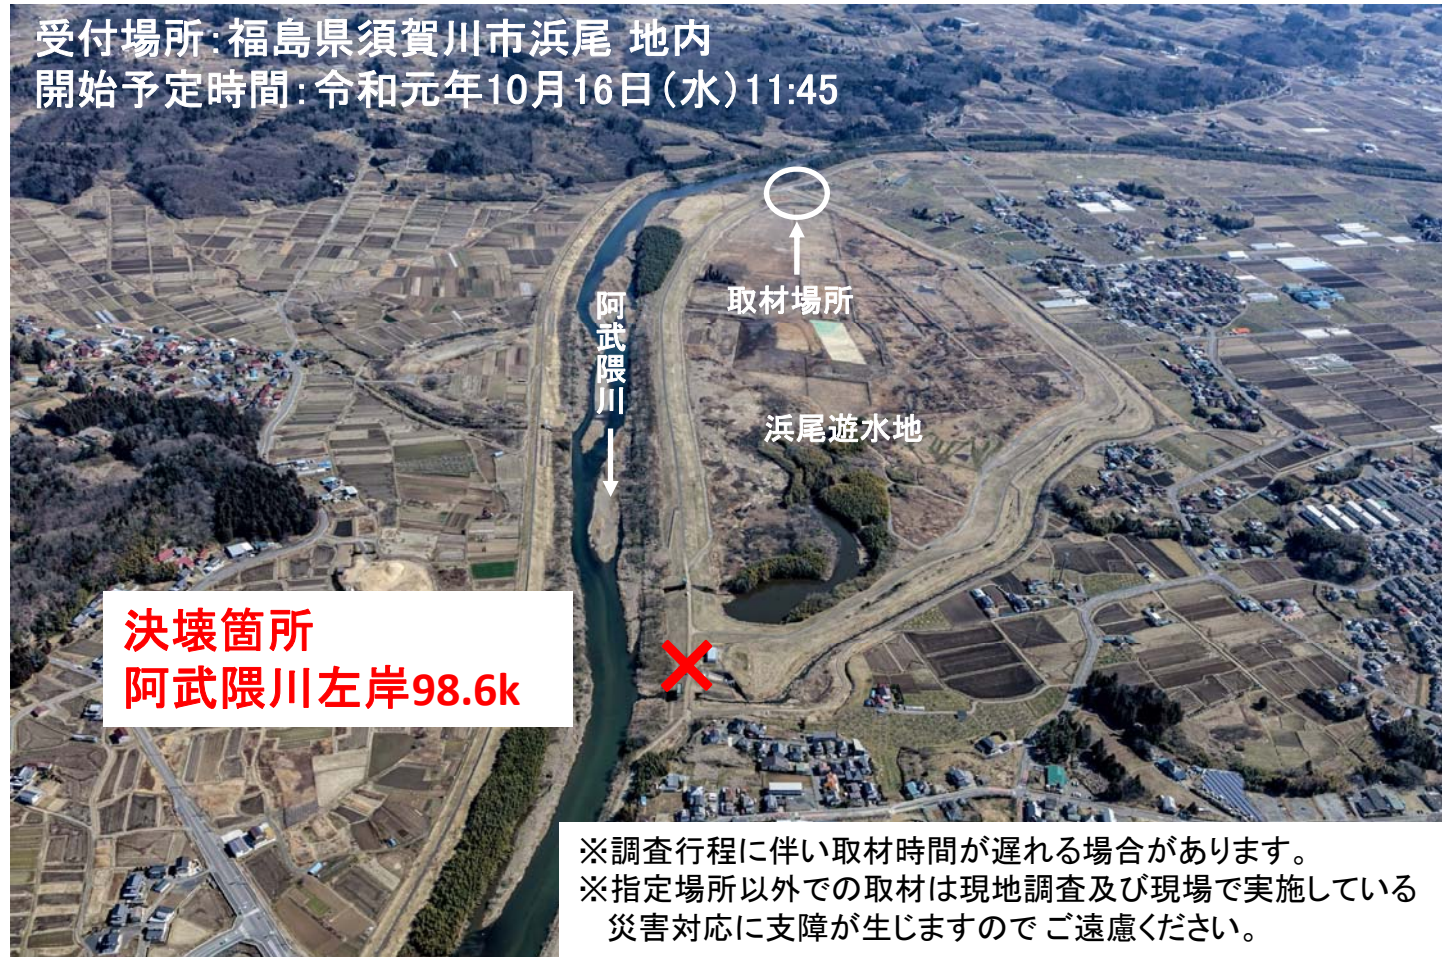 受付場所:福島県須賀川市浜尾 地内
開始予定時間:令和元年10月16日(水)11:45
取材場所
阿武隈川
浜尾遊水地
決壊箇所
阿武隈川左岸98.6k
※調査行程に伴い取材時間が遅れる場合があります。
※指定場所以外での取材は現地調査及び現場で実施している
災害対応に支障が生じますので ご遠慮ください。